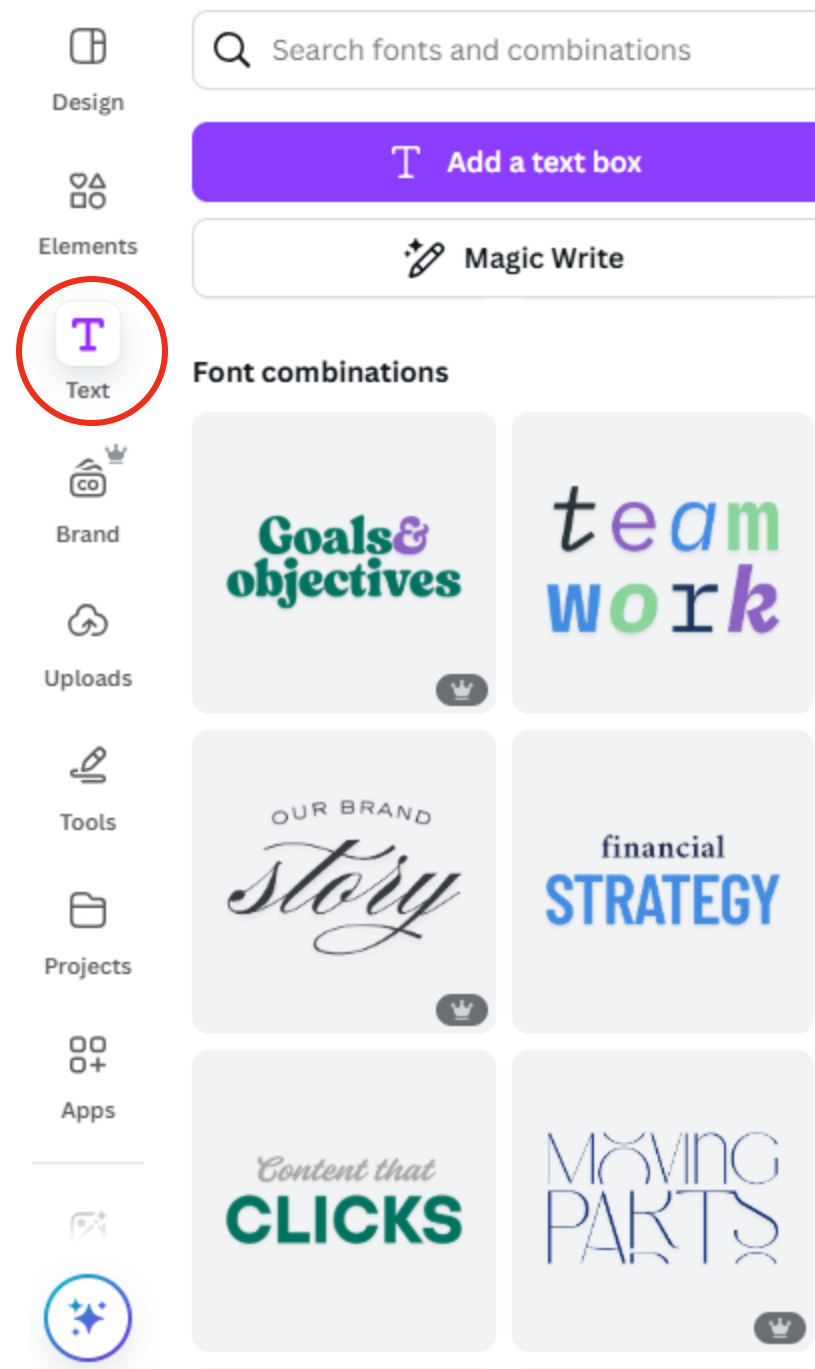 Design
Elements
T
Text
CO
Brand
Uploads
Tools
Projects
Apps
Search fonts and combinations
T Add a text box
Magic Write
Font combinations
Goals&
objectives
team
work
OUR BRAND
story
financial
STRATEGY
Content that
CLICKS
MOVING
PARTS